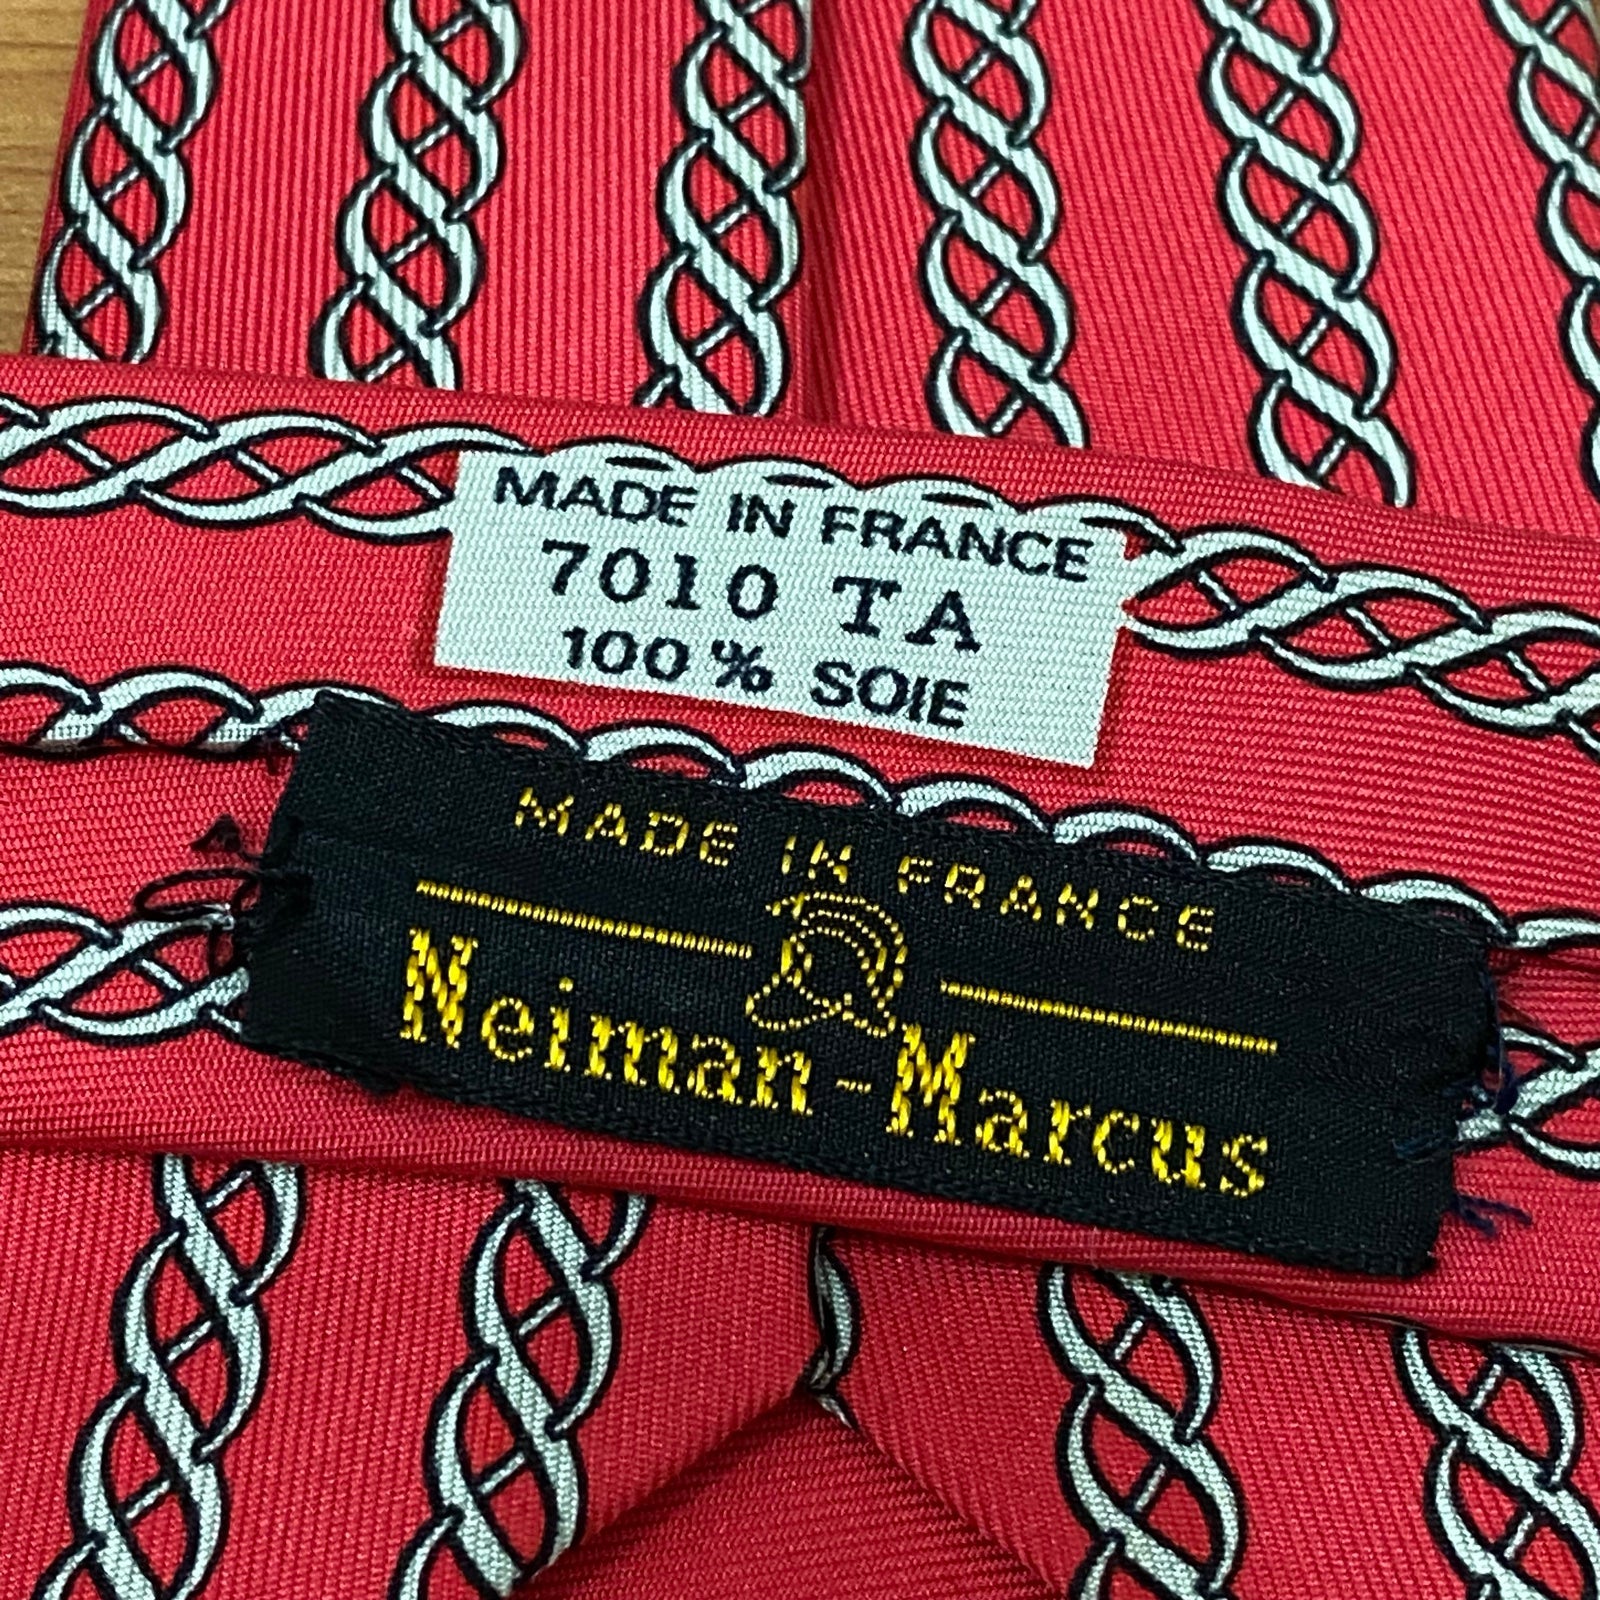 MADE IN FRANCE
7010 TA
100% SOIE
MADE IN FRANCE
Neiman-Marcus